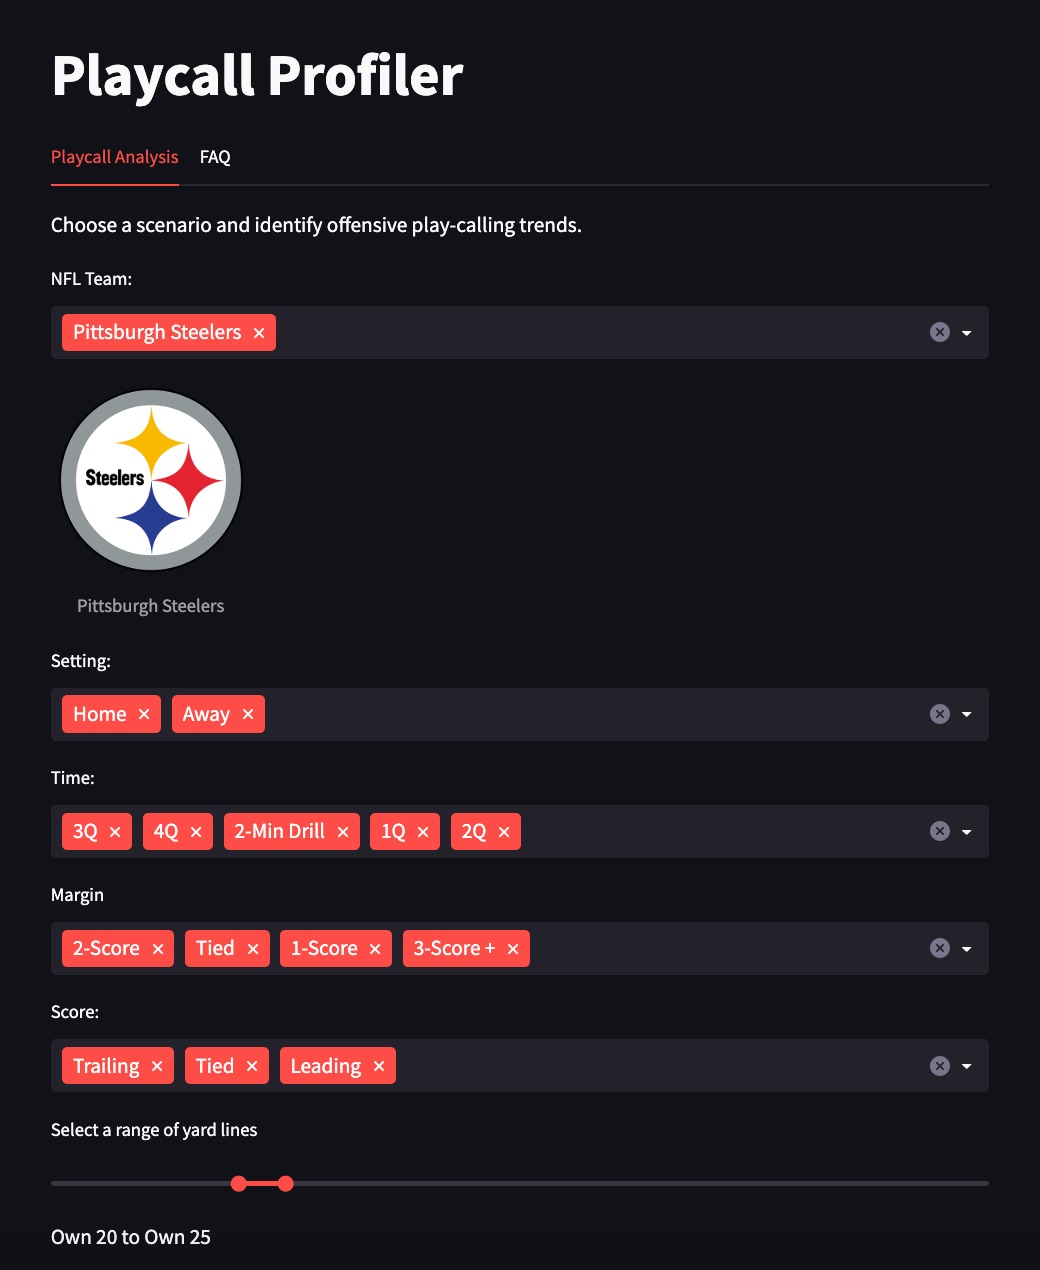 Playcall Profiler
Playcall Analysis FAQ
Choose a scenario and identify offensive play-calling trends.
NFL Team:
Pittsburgh Steelers ×
Steelers
Pittsburgh Steelers
Setting:
Home × Away ×
Time:
3Q × 4Q × 2-Min Drill × 1Q × 2Q ×
Margin
2-Score × Tied × 1-Score × 3-Score + ×
Score:
Trailing × Tied × Leading ×
Select a range of yard lines
Own 20 to Own 25